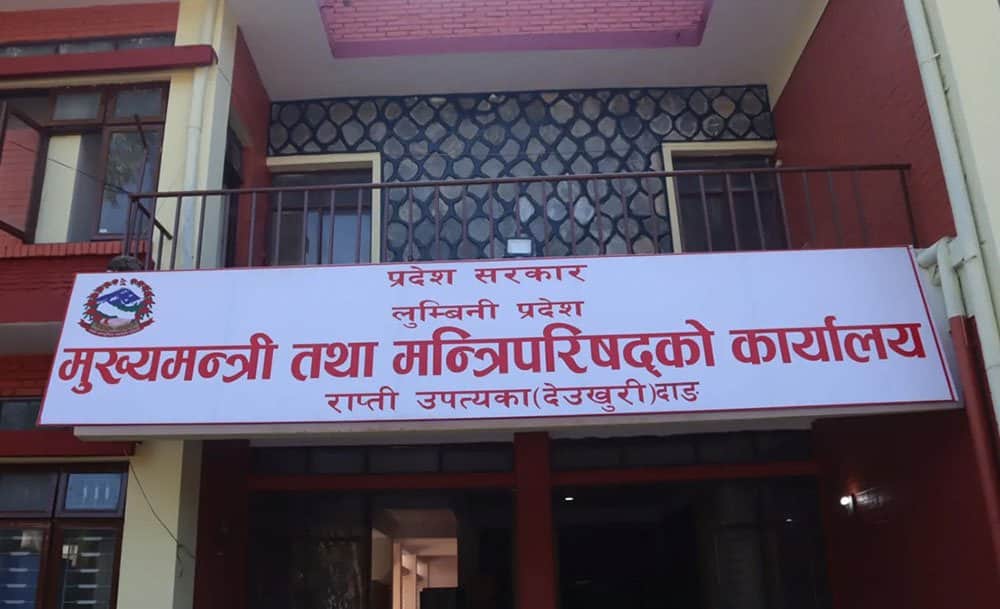 प्रदेश सरकार
लुम्बिनी प्रदेश
मुख्यमन्त्री तथा मन्त्रिपरिषद्को कार्यालय
राप्ती उपत्यका(देउखुरी)दाङ